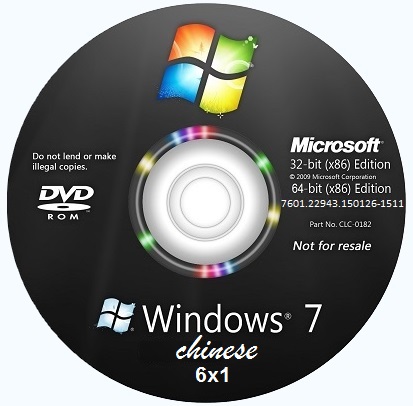 Do not lend or make
illegal copies.
DVD
ROM
Microsoft
32-bit (x86) Edition
© 2009 Microsoft Corporation
64-bit (x86) Edition
7601.22943.150126-1511
Part No. CLC-0182
Not for resale
Windows® 7
chinese
6x1